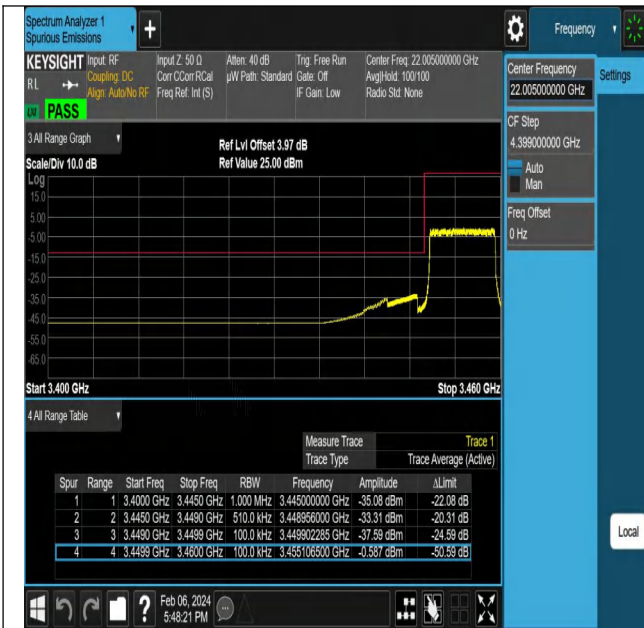 Spectrum Analyzer 1
Spurious Emissions
Frequency
KEYSIGHT
RL
Input: RF
Coupling: DC
Align: Auto/No RF
Input Z: 50 Ω
Corr CCorr RCal
Freq Ref: Int (S)
Atten: 40 dB
µW Path: Standard
Trig: Free Run
Gate: Off
IF Gain: Low
Center Freq: 22.005000000 GHz
Avg|Hold: 100/100
Radio Std: None
PASS
Center Frequency
22.005000000 GHz
Settings
CF Step
4.399000000 GHz
Auto
Man
Freq Offset
0 Hz
3 All Range Graph
Ref Lvl Offset 3.97 dB
Scale/Div 10.0 dB
Ref Value 25.00 dBm
Log
15.0
5.00
-5.00
-15.0
-25.0
-35.0
-45.0
-55.0
-65.0
Start 3.400 GHz
Stop 3.460 GHz
4 All Range Table
Measure Trace Trace 1
Trace Type Trace Average (Active)
Spur Range Start Freq Stop Freq RBW Frequency Amplitude ΔLimit
1 1 3.4000 GHz 3.4450 GHz 1.000 MHz 3.445000000 GHz -35.08 dBm -22.08 dB
2 2 3.4450 GHz 3.4490 GHz 510.0 kHz 3.448956000 GHz -33.31 dBm -20.31 dB
3 3 3.4490 GHz 3.4499 GHz 100.0 kHz 3.449902285 GHz -37.59 dBm -24.59 dB
4 4 3.4499 GHz 3.4600 GHz 100.0 kHz 3.455106500 GHz -0.587 dBm -50.59 dB
Local
Feb 06, 2024
5:48:21 PM